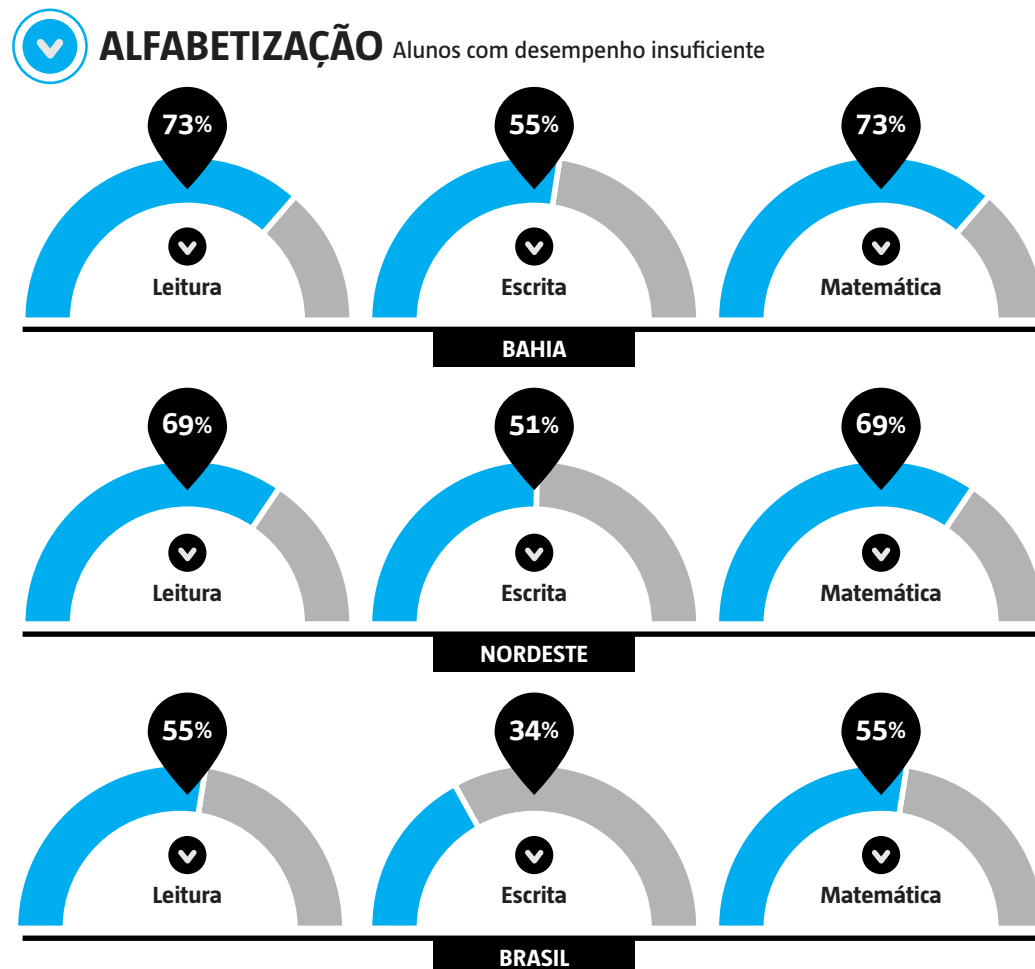 ALFABETIZAÇÃO Alunos com desempenho insuficiente
73% 55% 73%
Leitura Escrita Matemática
BAHIA
69% 51% 69%
Leitura Escrita Matemática
NORDESTE
55% 34% 55%
Leitura Escrita Matemática
BRASIL